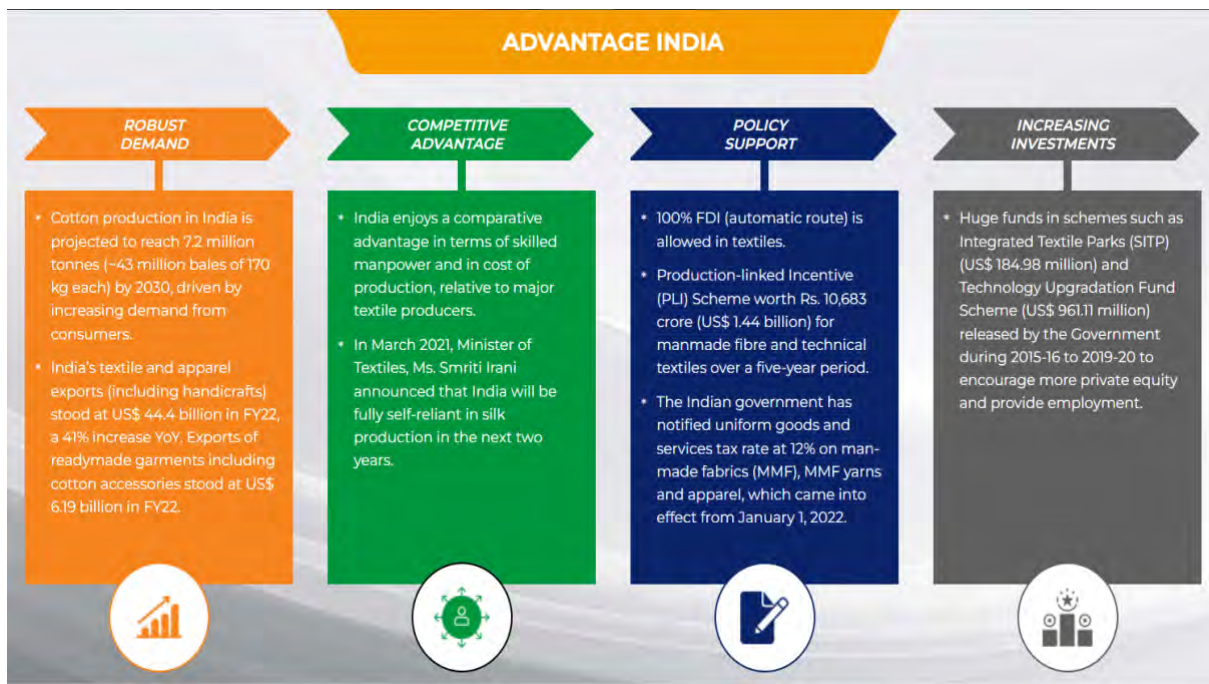 ADVANTAGE INDIA
ROBUST
DEMAND
• Cotton production in India is
projected to reach 7.2 million
tonnes (~43 million bales of 170
kg each) by 2030, driven by
increasing demand from
consumers.
• India's textile and apparel
exports (including handicrafts)
stood at US$ 44.4 billion in FY22,
a 41% increase YoY. Exports of
readymade garments including
cotton accessories stood at US$
6.19 billion in FY22.
COMPETITIVE
ADVANTAGE
• India enjoys a comparative
advantage in terms of skilled
manpower and in cost of
production, relative to major
textile producers.
• In March 2021, Minister of
Textiles, Ms. Smriti Irani
announced that India will be
fully self-reliant in silk
production in the next two
years.
POLICY
SUPPORT
• 100% FDI (automatic route) is
allowed in textiles.
• Production-linked Incentive
(PLI) Scheme worth Rs. 10,683
crore (US$ 1.44 billion) for
manmade fibre and technical
textiles over a five-year period.
• The Indian government has
notified uniform goods and
services tax rate at 12% on man-
made fabrics (MMF), MMF yarns
and apparel, which came into
effect from January 1, 2022.
INCREASING
INVESTMENTS
• Huge funds in schemes such as
Integrated Textile Parks (SITP)
(US$ 184.98 million) and
Technology Upgradation Fund
Scheme (US$ 961.11 million)
released by the Government
during 2015-16 to 2019-20 to
encourage more private equity
and provide employment.